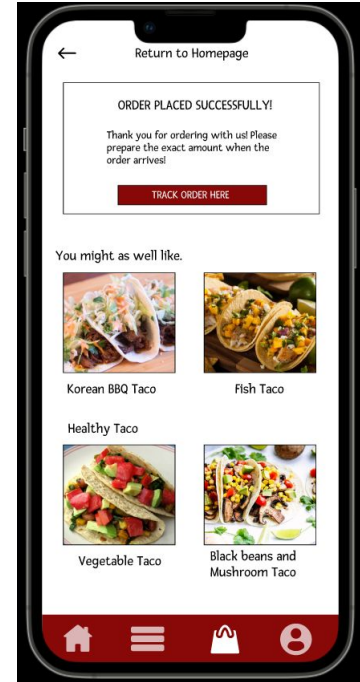 Return to Homepage
ORDER PLACED SUCCESSFULLY!
Thank you for ordering with us! Please
prepare the exact amount when the
order arrives!
TRACK ORDER HERE
You might as well like.
Korean BBQ Taco
Fish Taco
Healthy Taco
Vegetable Taco
Black beans and
Mushroom Taco